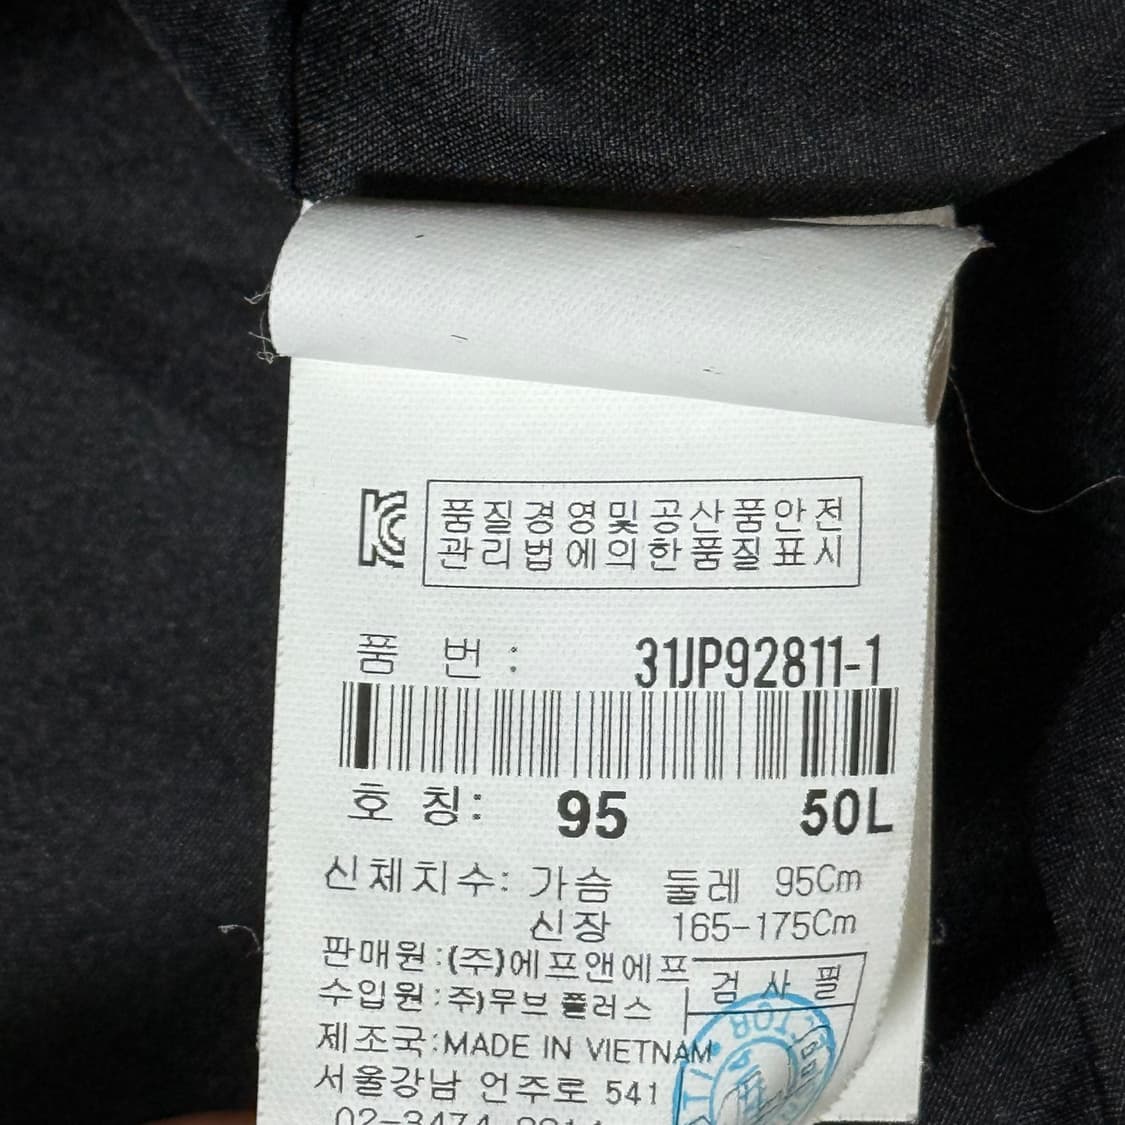 품질경영및공산품안전
관리법에의한품질표시
품 번 : 31JP92811-1
호 칭: 95 50L
신체치수: 가슴 둘레 95Cm
신장 165-175Cm
판매원:(주)에프앤에프
검사필
수입원:주)무브플러스
제조국:MADE IN VIETNAM
서울강남 언주로 541